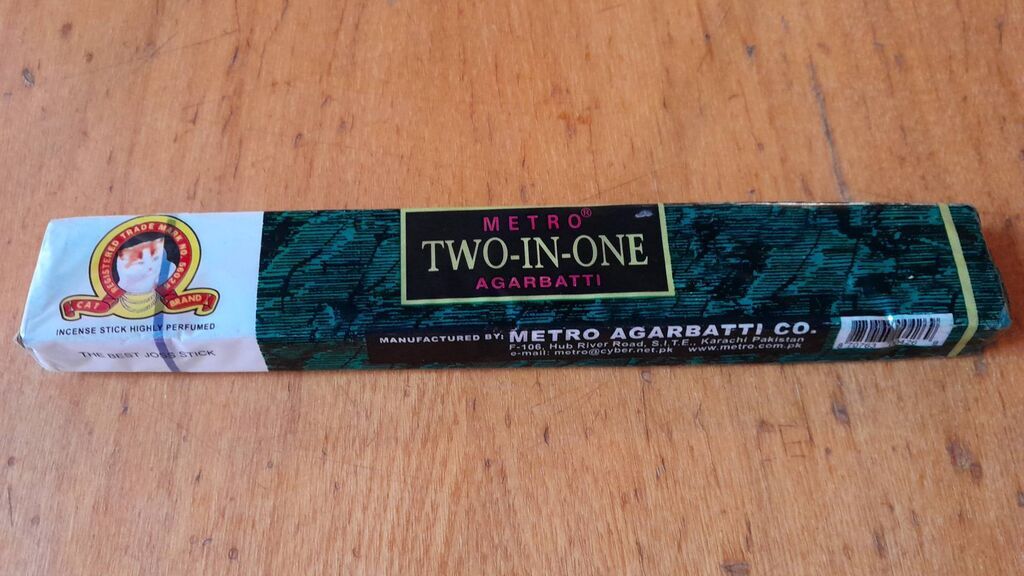 REGISTERED TRADE MARK NO.
CAT BRAND
INCENSE STICK HIGHLY PERFUMED
THE BEST JOSS STICK
METRO®
TWO-IN-ONE
AGARBATTI
MANUFACTURED BY: METRO AGARBATTI CO.
F-106, Hub River Road, S.I.T.E., Karachi Pakistan
e-mail: metro@cyber.net.pk www.metro.com.pk